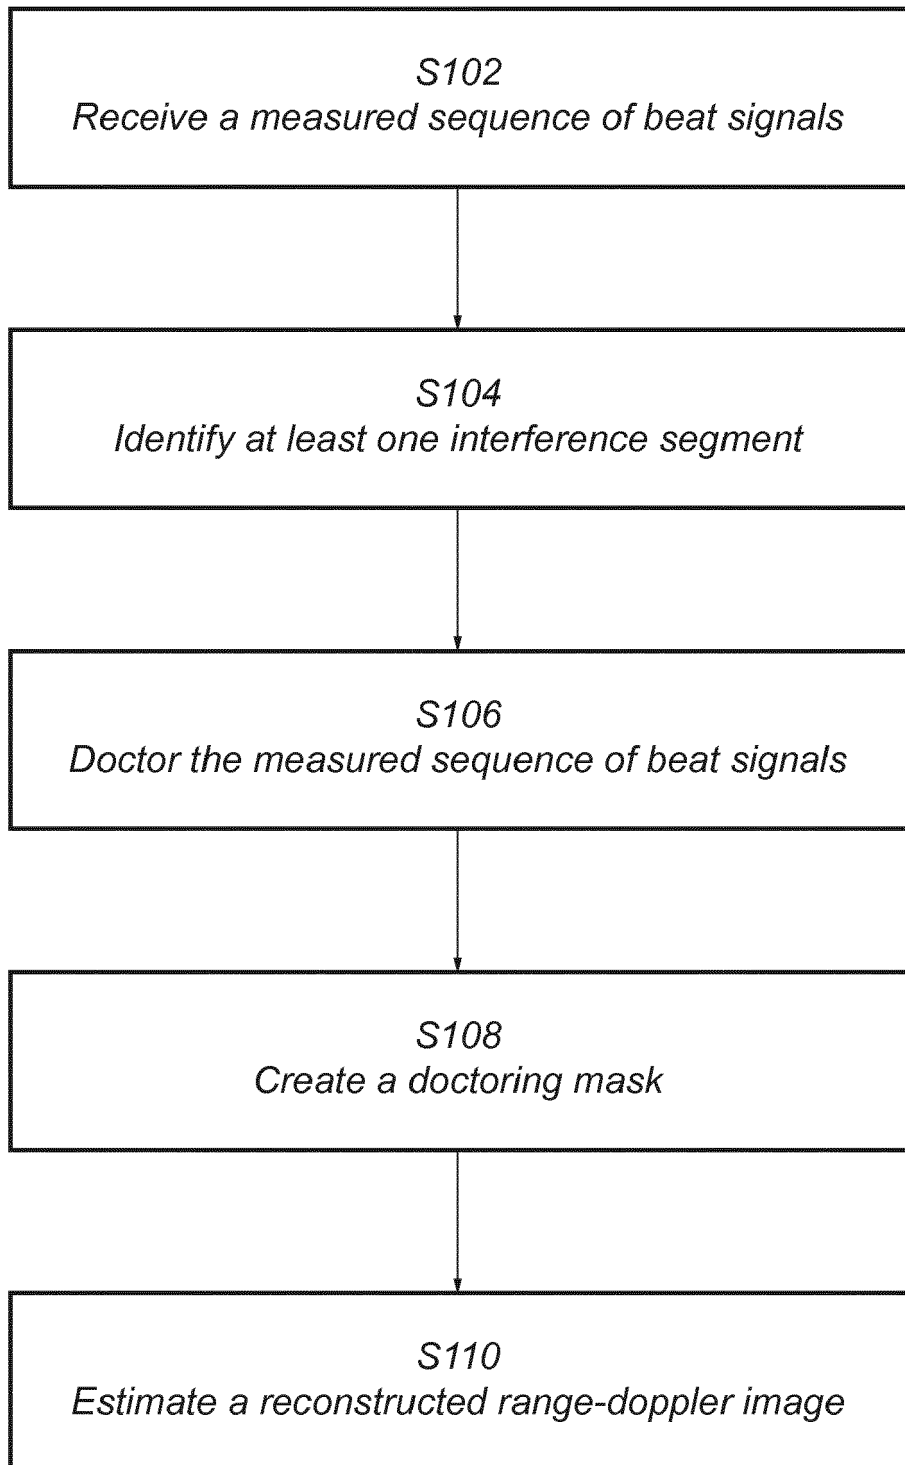 S102
Receive a measured sequence of beat signals
S104
Identify at least one interference segment
S106
Doctor the measured sequence of beat signals
S108
Create a doctoring mask
S110
Estimate a reconstructed range-doppler image